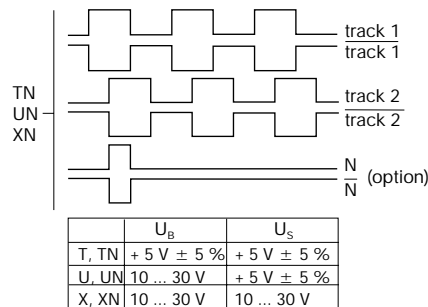 track 1
track 1
TN
UN
XN
track 2
track 2
N
N
(option)
U_B U_S
T, TN + 5 V ± 5 % + 5 V ± 5 %
U, UN 10 ... 30 V + 5 V ± 5 %
X, XN 10 ... 30 V 10 ... 30 V